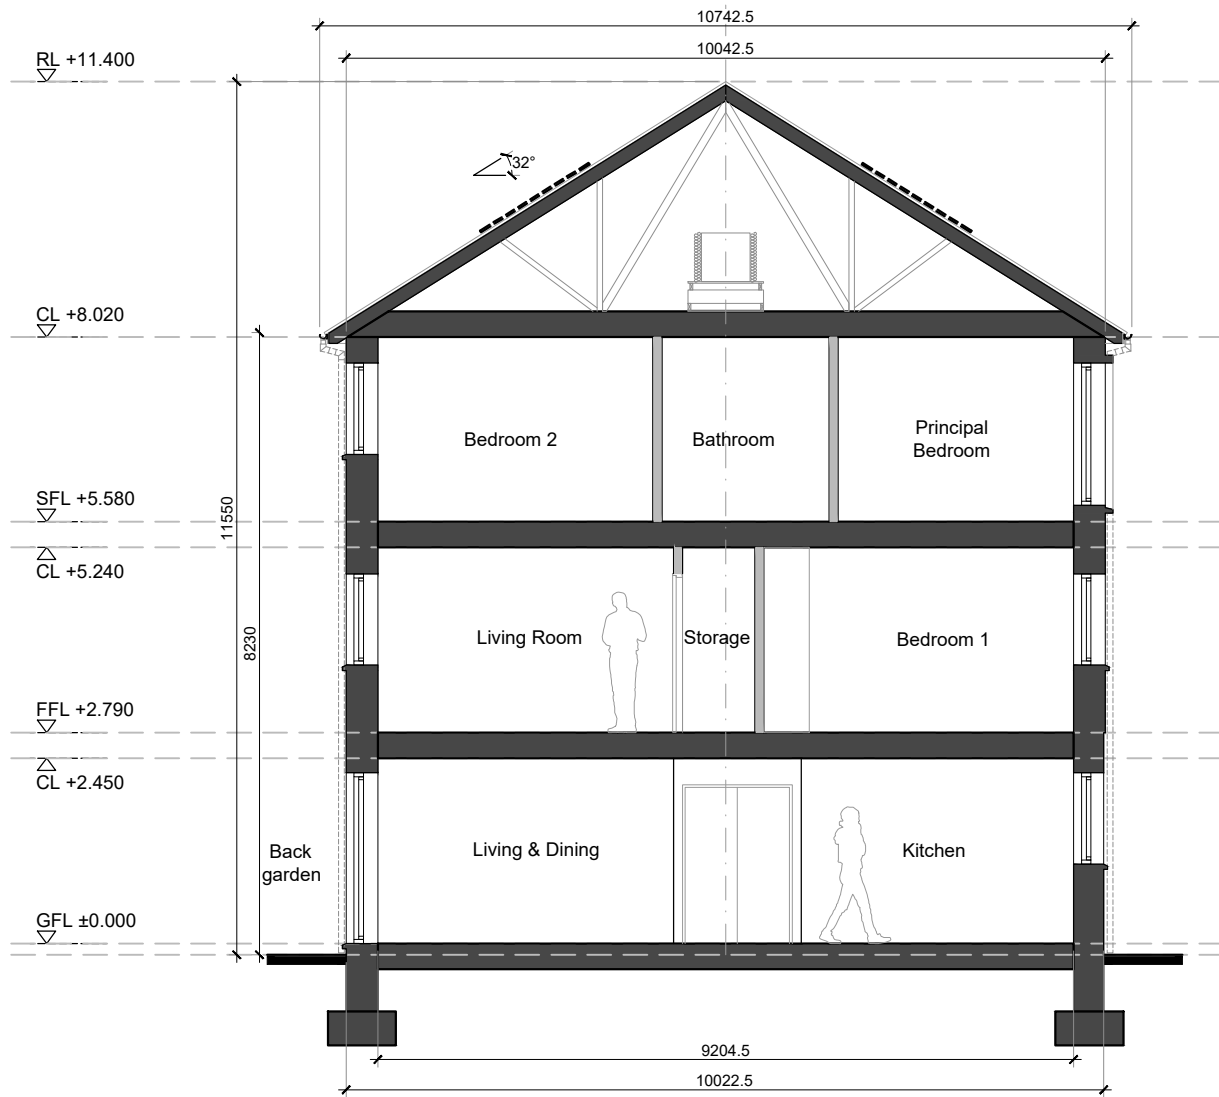 10742.5
10042.5
RL +11.400
32°
CL +8.020
Bedroom 2
Bathroom
Principal
Bedroom
SFL +5.580
11550
CL +5.240
8230
Living Room
Storage
Bedroom 1
FFL +2.790
CL +2.450
Back
garden
Living & Dining
Kitchen
GFL ±0.000
9204.5
10022.5